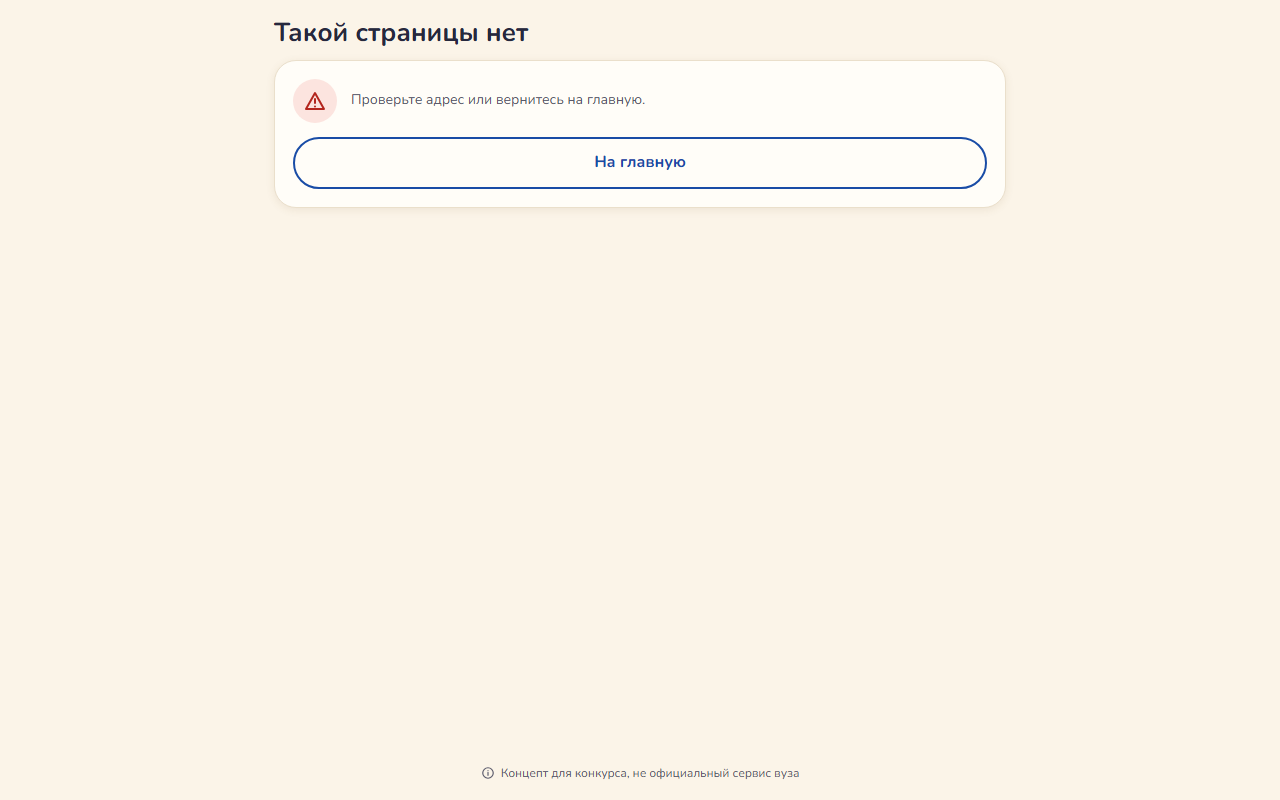 Такой страницы нет
Проверьте адрес или вернитесь на главную.
На главную
Концепт для конкурса, не официальный сервис вуза